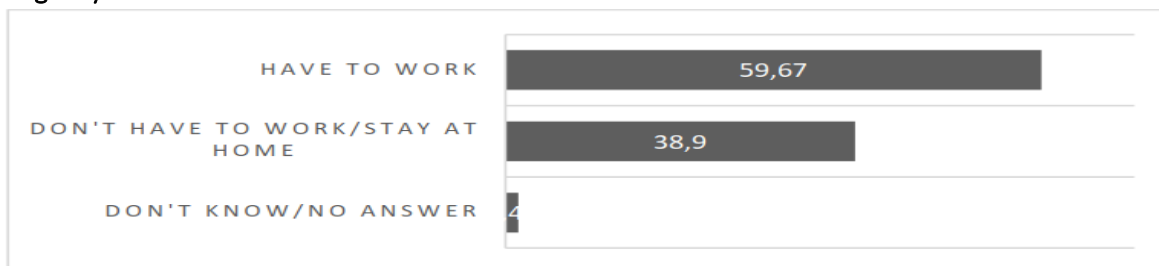 HAVE TO WORK
59,67
DON'T HAVE TO WORK/STAY AT
HOME
38,9
DON'T KNOW/NO ANSWER